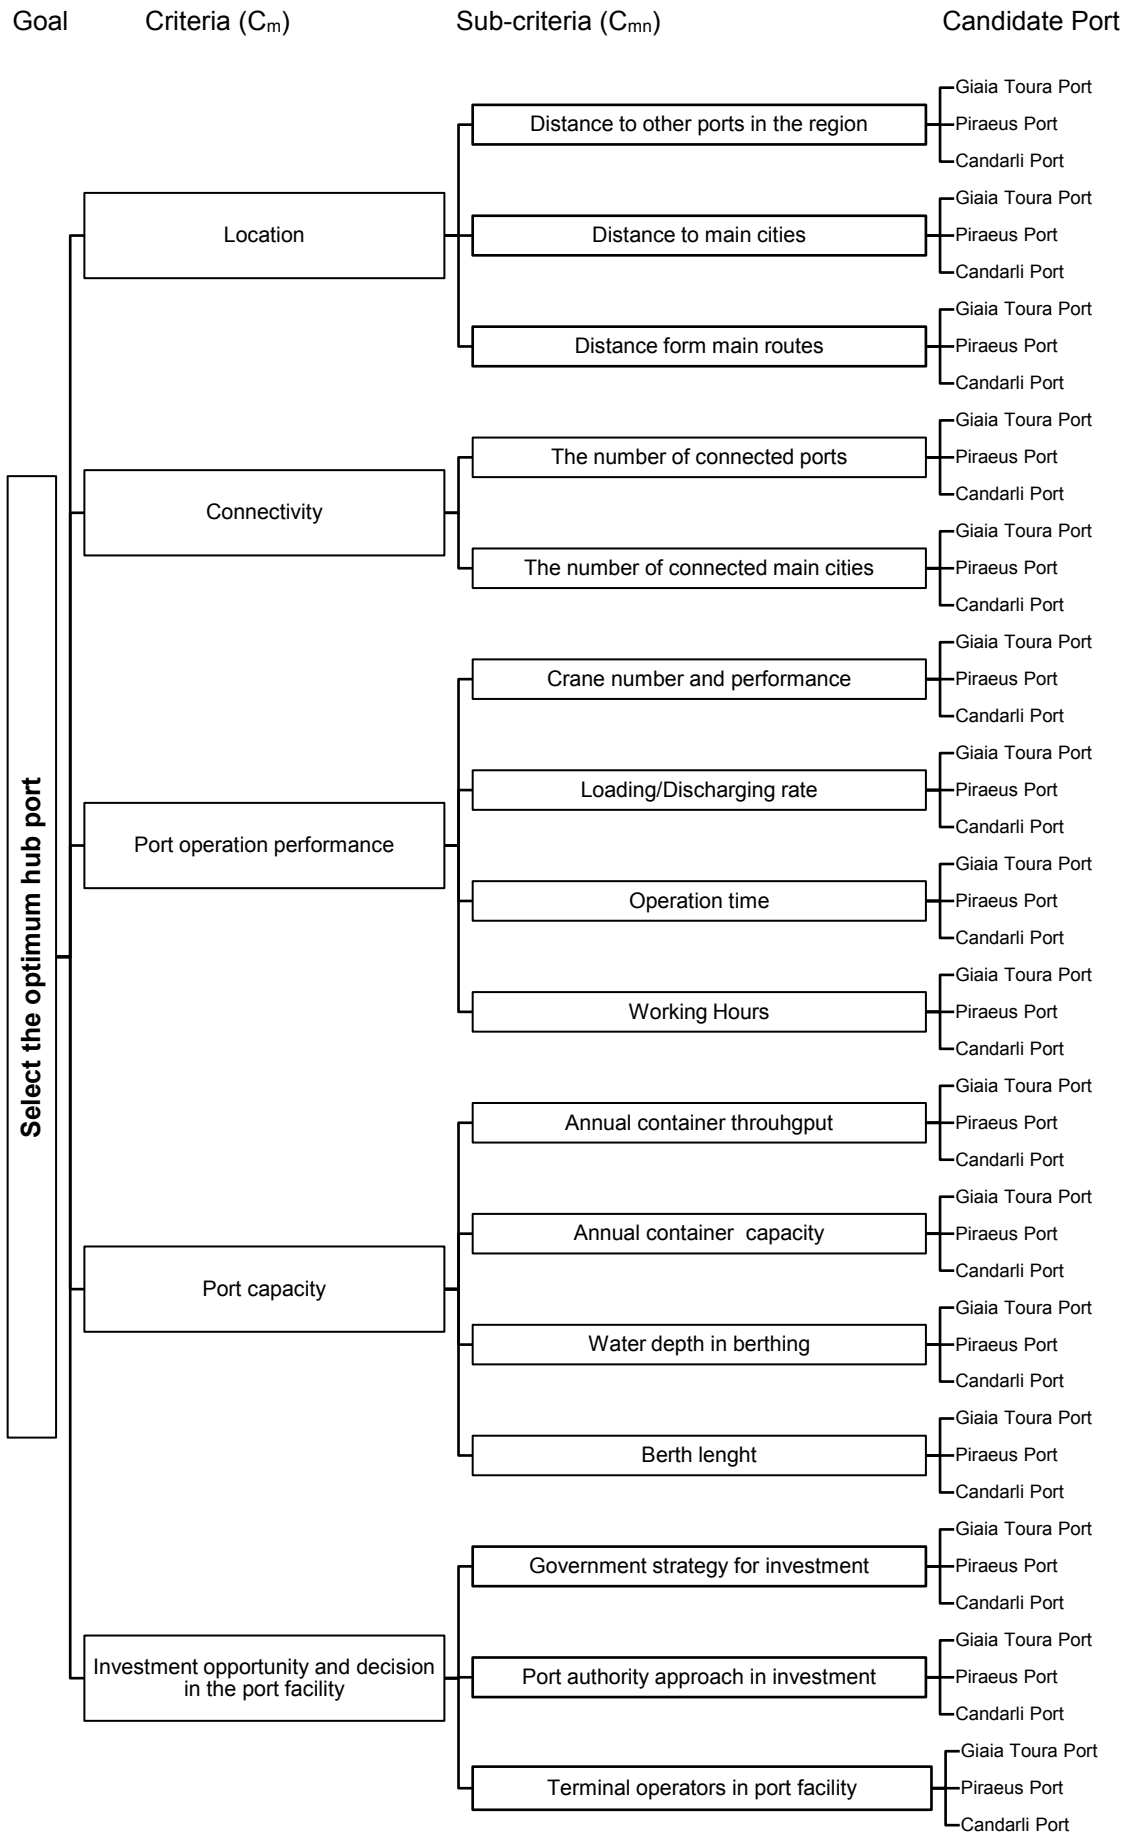 Goal
Criteria (Cm)
Sub-criteria (Cmn)
Candidate Port
Select the optimum hub port
Location
Distance to other ports in the region
Giaia Toura Port
Piraeus Port
Candarli Port
Distance to main cities
Giaia Toura Port
Piraeus Port
Candarli Port
Distance form main routes
Giaia Toura Port
Piraeus Port
Candarli Port
Connectivity
The number of connected ports
Giaia Toura Port
Piraeus Port
Candarli Port
The number of connected main cities
Giaia Toura Port
Piraeus Port
Candarli Port
Port operation performance
Crane number and performance
Giaia Toura Port
Piraeus Port
Candarli Port
Loading/Discharging rate
Giaia Toura Port
Piraeus Port
Candarli Port
Operation time
Giaia Toura Port
Piraeus Port
Candarli Port
Working Hours
Giaia Toura Port
Piraeus Port
Candarli Port
Port capacity
Annual container throuhgput
Giaia Toura Port
Piraeus Port
Candarli Port
Annual container  capacity
Giaia Toura Port
Piraeus Port
Candarli Port
Water depth in berthing
Giaia Toura Port
Piraeus Port
Candarli Port
Berth lenght
Giaia Toura Port
Piraeus Port
Candarli Port
Investment opportunity and decision
in the port facility
Government strategy for investment
Giaia Toura Port
Piraeus Port
Candarli Port
Port authority approach in investment
Giaia Toura Port
Piraeus Port
Candarli Port
Terminal operators in port facility
Giaia Toura Port
Piraeus Port
Candarli Port